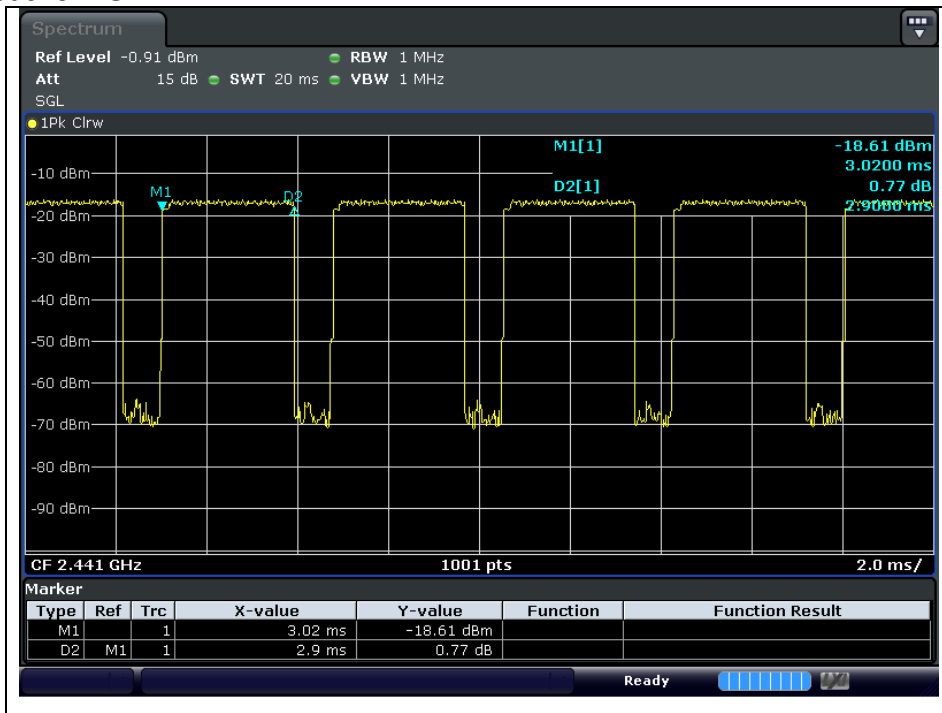 Spectrum
Ref Level -0.91 dBm RBW 1 MHz
Att 15 dB SWT 20 ms VBW 1 MHz
SGL
1Pk Clrw
M1[1] -18.61 dBm
3.0200 ms
D2[1] 0.77 dB
2.9000 ms
-10 dBm
M1
D2
-20 dBm
-30 dBm
-40 dBm
-50 dBm
-60 dBm
-70 dBm
-80 dBm
-90 dBm
CF 2.441 GHz 1001 pts 2.0 ms/
Marker
Type Ref Trc X-value Y-value Function Function Result
M1 1 3.02 ms -18.61 dBm
D2 M1 1 2.9 ms 0.77 dB
Ready